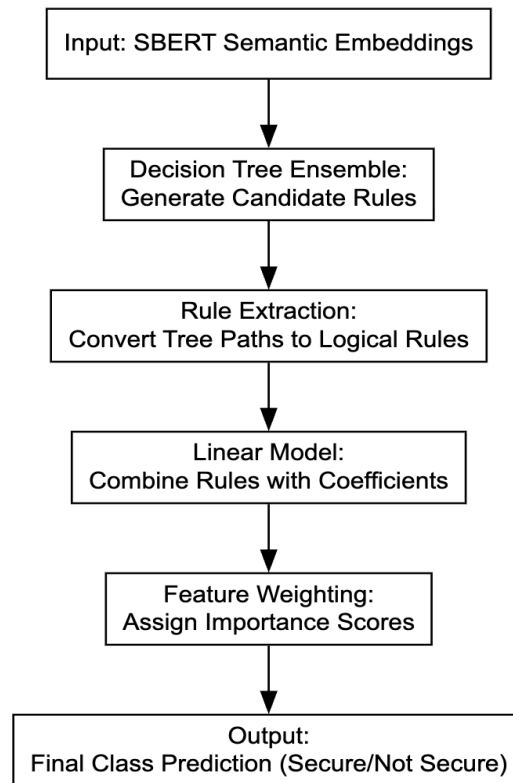 Input: SBERT Semantic Embeddings
Decision Tree Ensemble:
Generate Candidate Rules
Rule Extraction:
Convert Tree Paths to Logical Rules
Linear Model:
Combine Rules with Coefficients
Feature Weighting:
Assign Importance Scores
Output:
Final Class Prediction (Secure/Not Secure)